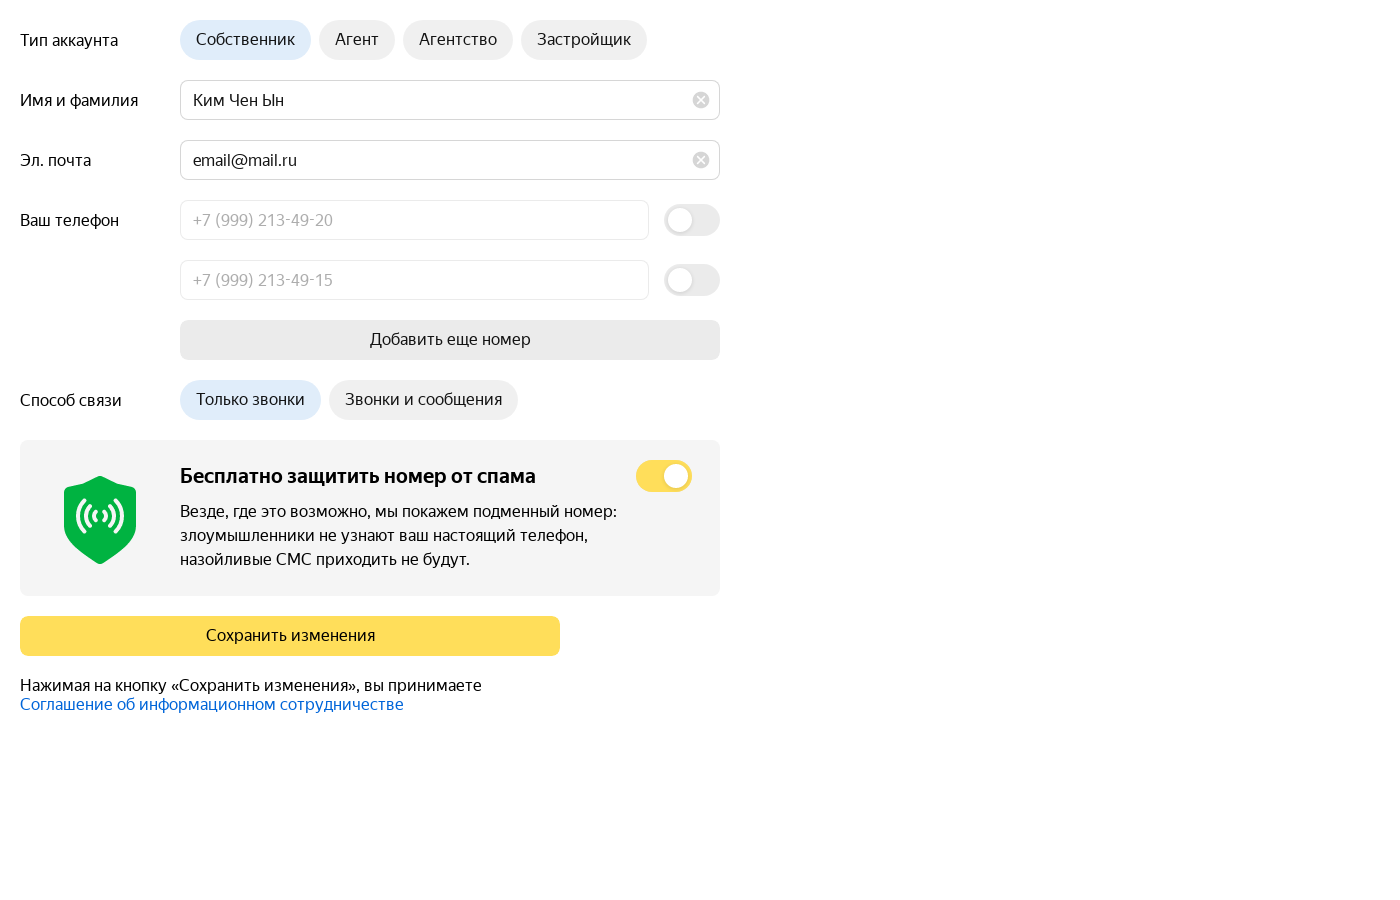 Тип аккаунта
Собственник
Агент
Агентство
Застройщик
Имя и фамилия
Ким Чен Ын
Эл. почта
email@mail.ru
Ваш телефон
+7 (999) 213-49-20
+7 (999) 213-49-15
Добавить еще номер
Способ связи
Только звонки
Звонки и сообщения
Бесплатно защитить номер от спама
Везде, где это возможно, мы покажем подменный номер:
злоумышленники не узнают ваш настоящий телефон,
назойливые СМС приходить не будут.
Сохранить изменения
Нажимая на кнопку «Сохранить изменения», вы принимаете
Соглашение об информационном сотрудничестве